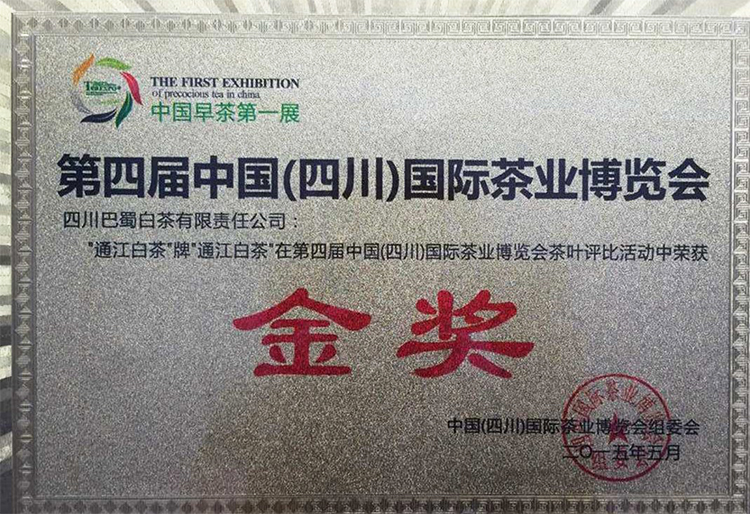 TEAEXPO
THE FIRST EXHIBITION
of precocious tea in china
中国早茶第一展
第四届中国(四川)国际茶业博览会
四川巴蜀白茶有限责任公司：
"通江白茶"牌"通江白茶"在第四届中国(四川)国际茶业博览会茶叶评比活动中荣获
金奖
中国(四川)国际茶业博览会组委会
二〇一五年五月